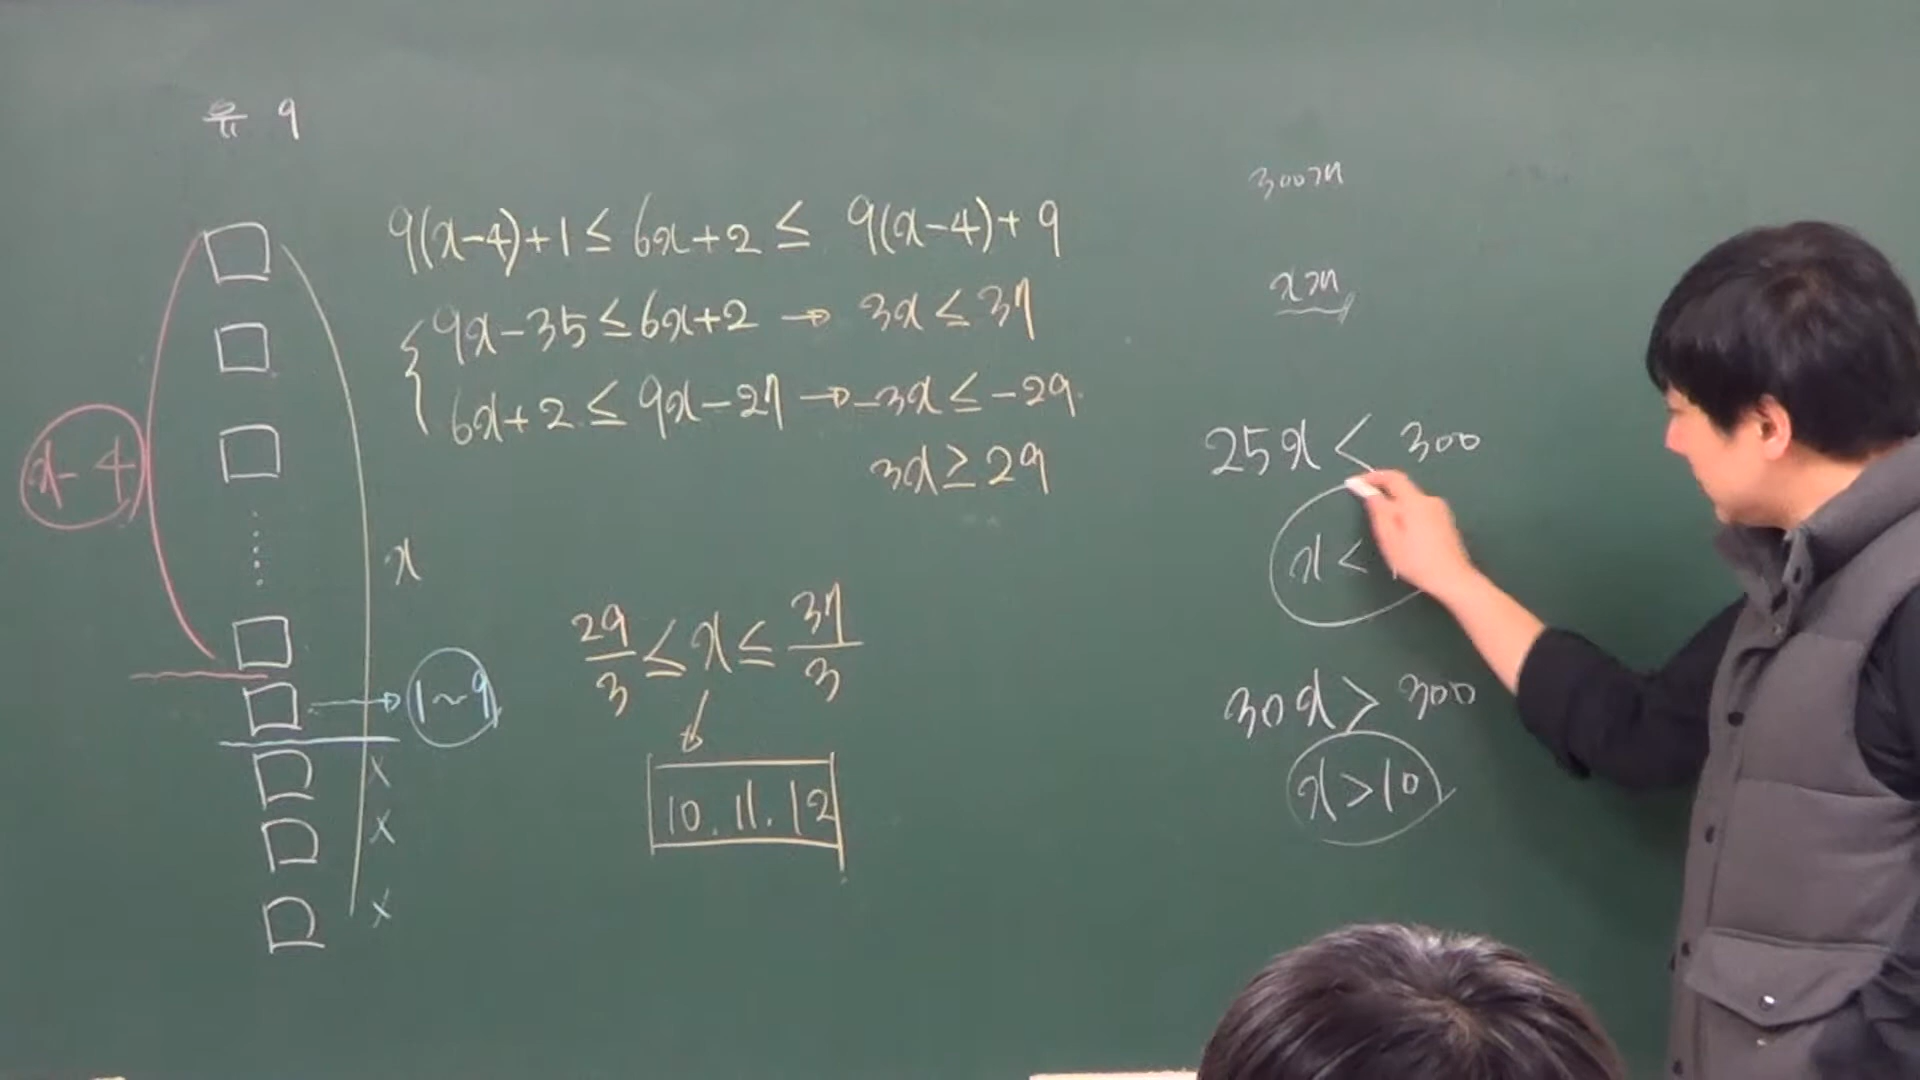 유 9
9(x-4)+1 ≤ 6x+2 ≤ 9(x-4)+9
9x-35 ≤ 6x+2 → 3x ≤ 37
6x+2 ≤ 9x-27 → -3x ≤ -29
3x ≥ 29
x-4
x
1~9
x
x
x
29/3 ≤ x ≤ 37/3
10. 11. 12
300개
x개
25x < 300
x <
30x > 300
x > 10